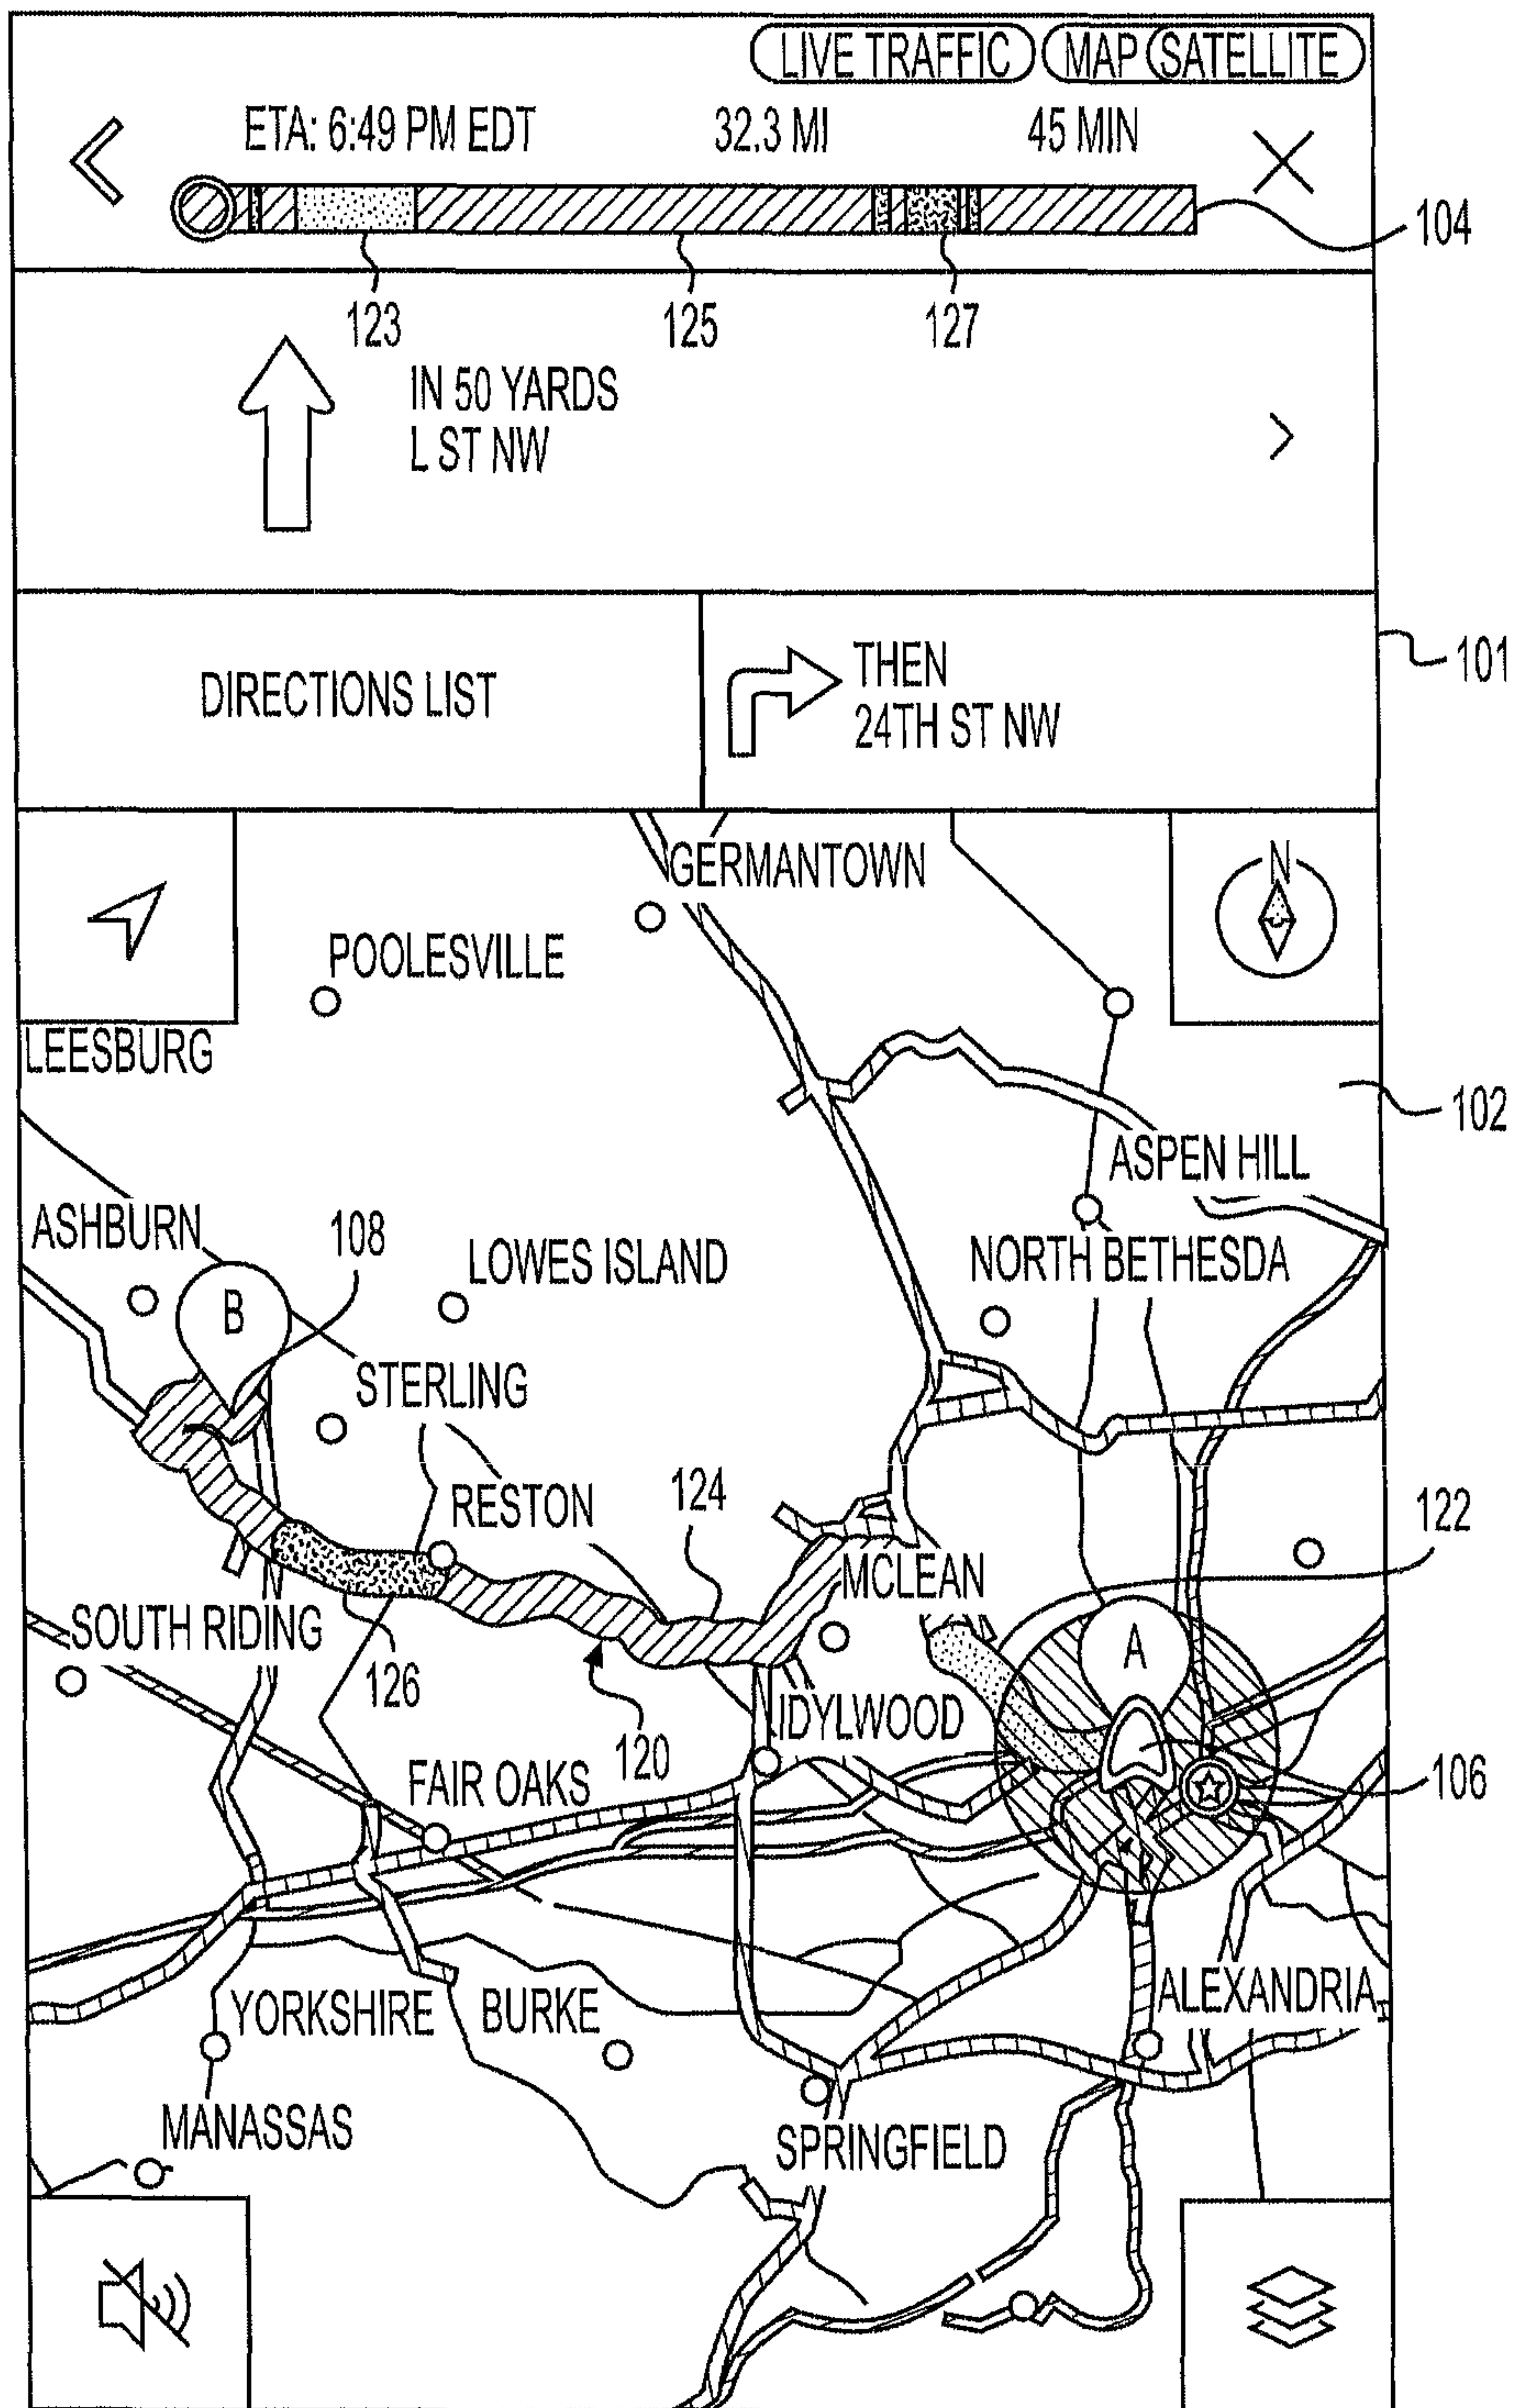 LIVE TRAFFIC
MAP SATELLITE
ETA: 6:49 PM EDT
32.3 MI
45 MIN
104
123
125
127
IN 50 YARDS
L ST NW
101
DIRECTIONS LIST
THEN
24TH ST NW
GERMANTOWN
N
POOLESVILLE
LEESBURG
102
ASPEN HILL
ASHBURN
108
LOWES ISLAND
NORTH BETHESDA
B
STERLING
RESTON
124
122
MCLEAN
SOUTH RIDING
A
126
120
IDYLWOOD
FAIR OAKS
106
ALEXANDRIA
YORKSHIRE
BURKE
MANASSAS
SPRINGFIELD